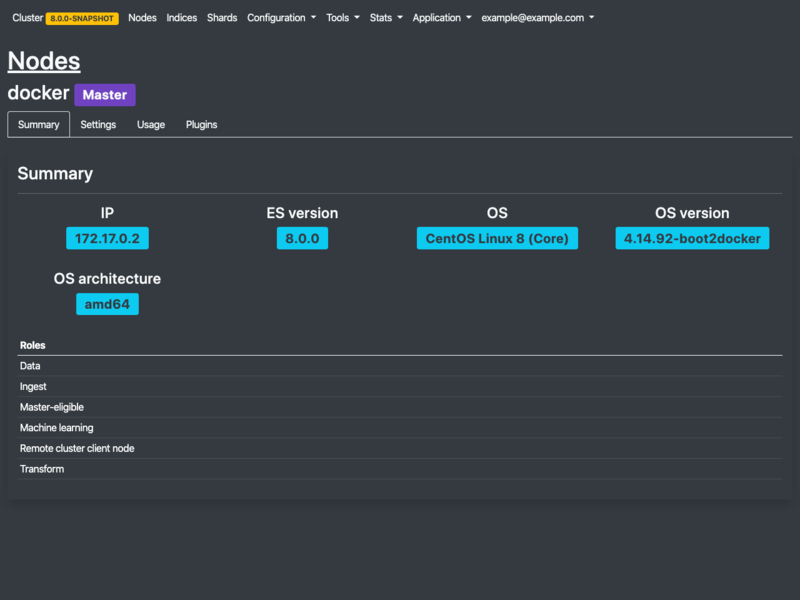 Cluster 8.0.0-SNAPSHOT Nodes Indices Shards Configuration Tools Stats Application example@example.com
Nodes
docker Master
Summary Settings Usage Plugins
Summary
IP ES version OS OS version
172.17.0.2 8.0.0 CentOS Linux 8 (Core) 4.14.92-boot2docker
OS architecture
amd64
Roles
Data
Ingest
Master-eligible
Machine learning
Remote cluster client node
Transform